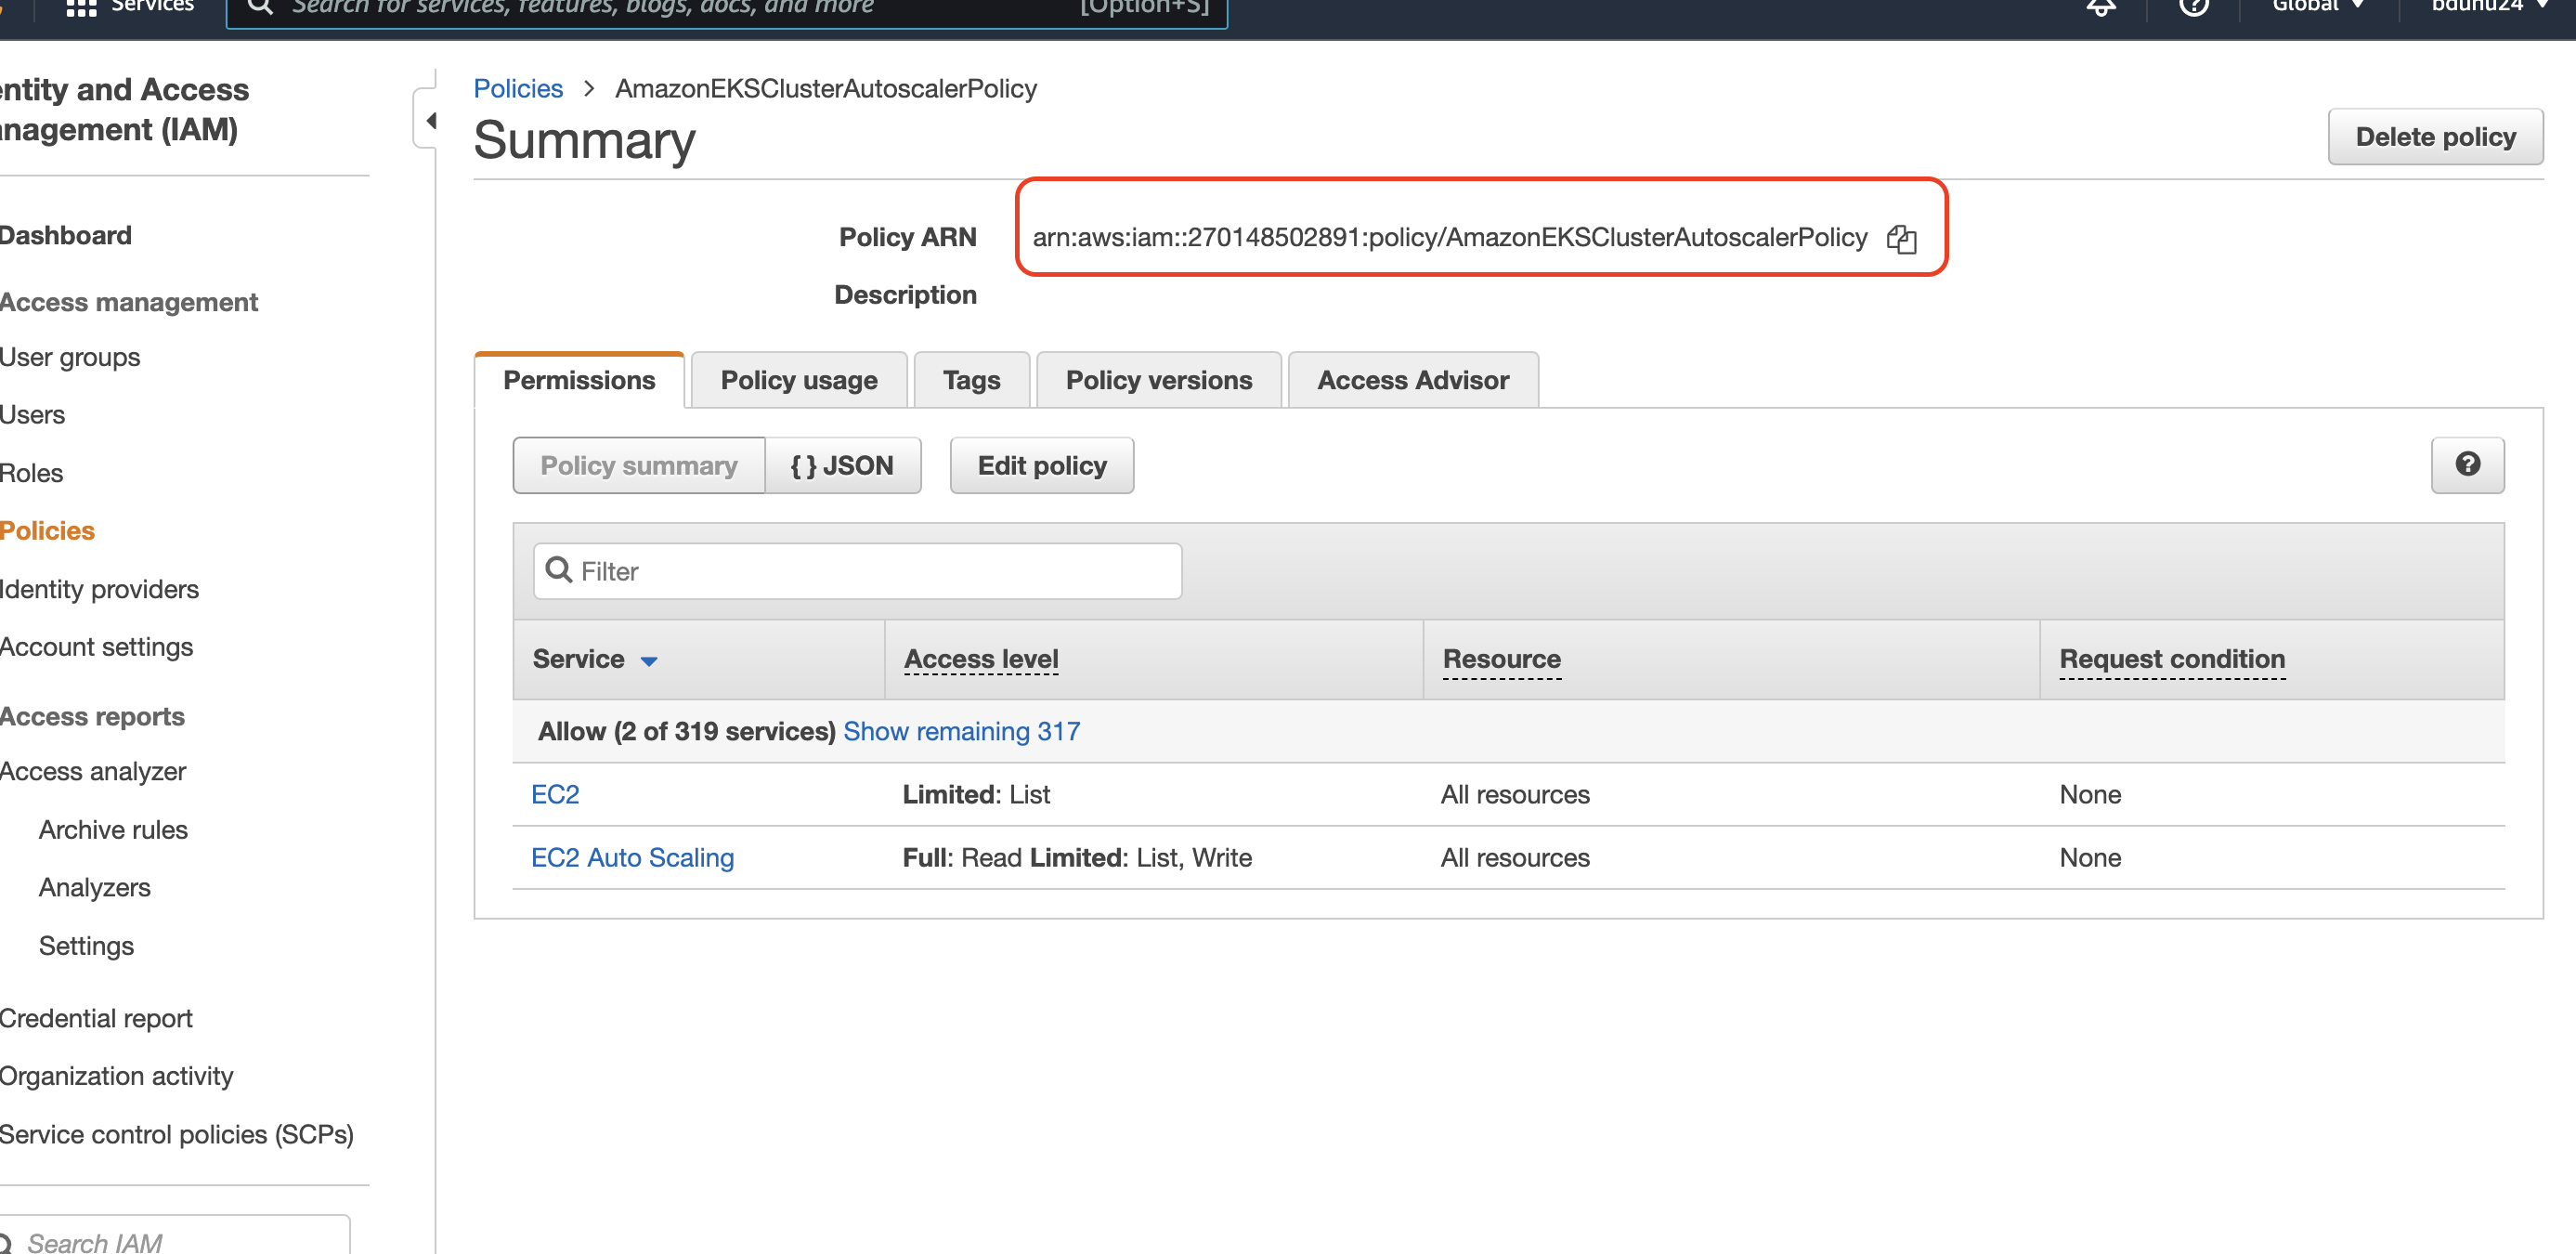 Services
Search for services, features, blogs, docs, and more
[Option+S]
Global
bdunu24
entity and Access
anagement (IAM)
Dashboard
Access management
User groups
Users
Roles
Policies
Identity providers
Account settings
Access reports
Access analyzer
Archive rules
Analyzers
Settings
Credential report
Organization activity
Service control policies (SCPs)
Search IAM
Policies > AmazonEKSClusterAutoscalerPolicy
Summary
Delete policy
Policy ARN arn:aws:iam::270148502891:policy/AmazonEKSClusterAutoscalerPolicy
Description
Permissions Policy usage Tags Policy versions Access Advisor
Policy summary { } JSON Edit policy
Filter
Service Access level Resource Request condition
Allow (2 of 319 services) Show remaining 317
EC2 Limited: List All resources None
EC2 Auto Scaling Full: Read Limited: List, Write All resources None